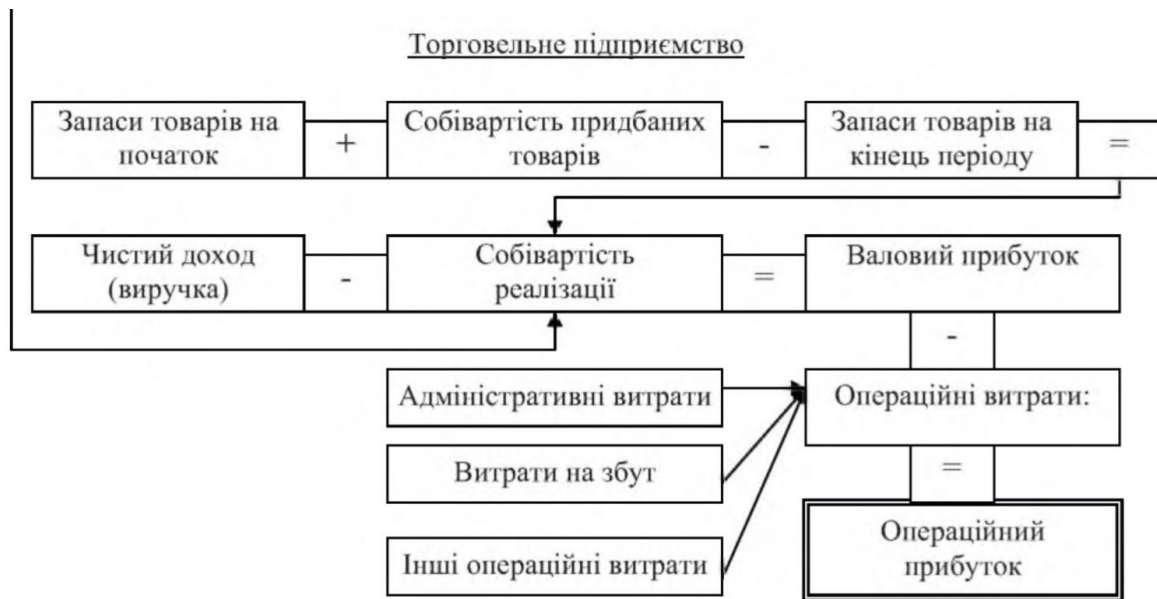 Торговельне підприємство
Запаси товарів на
початок
+
Собівартість придбаних
товарів
-
Запаси товарів на
кінець періоду
=
Чистий доход
(виручка)
-
Собівартість
реалізації
=
Валовий прибуток
-
Адміністративні витрати
Операційні витрати:
Витрати на збут
=
Інші операційні витрати
Операційний
прибуток